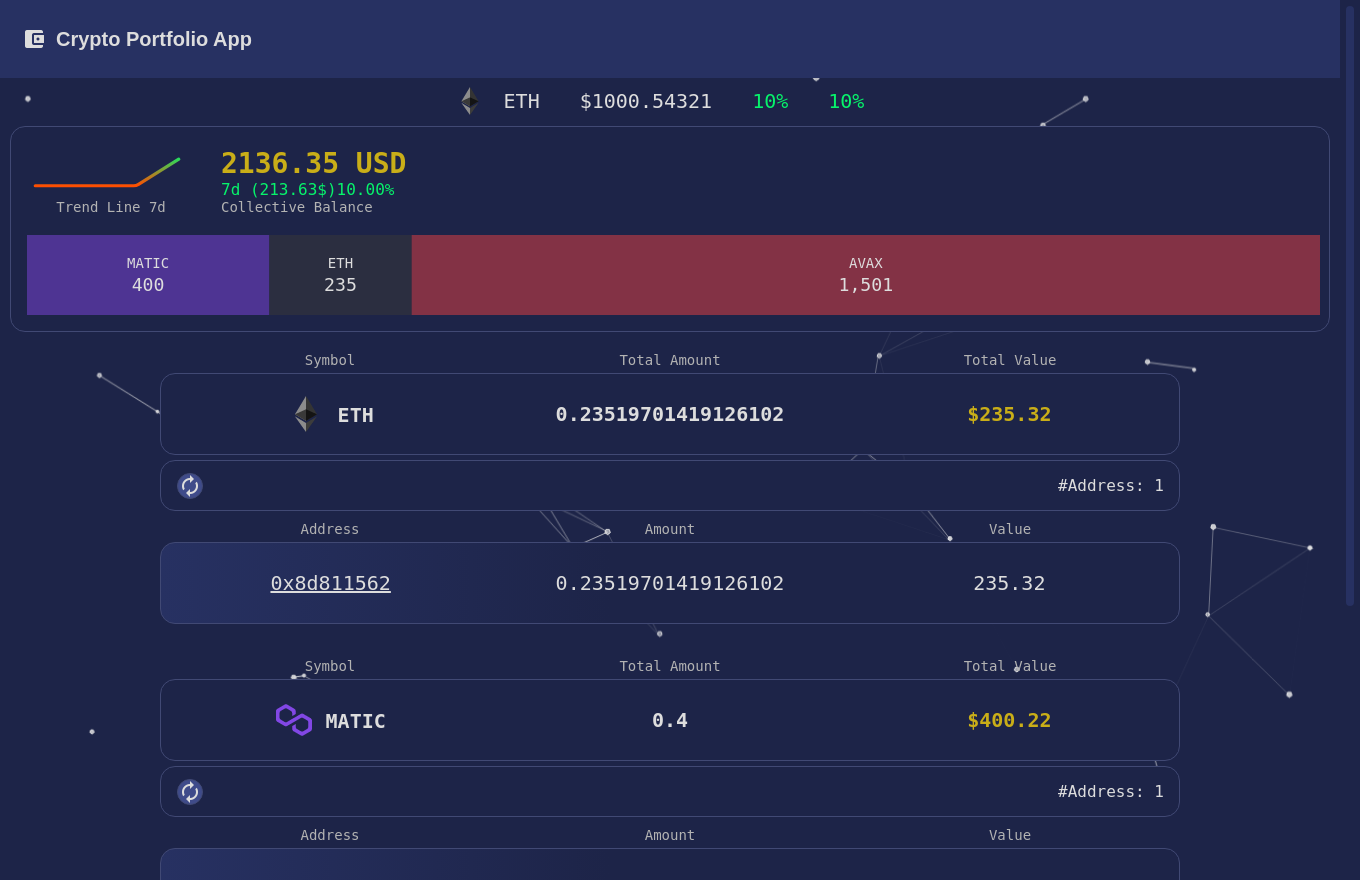 Crypto Portfolio App
ETH $1000.54321 10% 10%
2136.35 USD
7d (213.63$)10.00%
Trend Line 7d Collective Balance
MATIC ETH AVAX
400 235 1,501
Symbol Total Amount Total Value
ETH 0.23519701419126102 $235.32
#Address: 1
Address Amount Value
0x8d811562 0.23519701419126102 235.32
Symbol Total Amount Total Value
MATIC 0.4 $400.22
#Address: 1
Address Amount Value